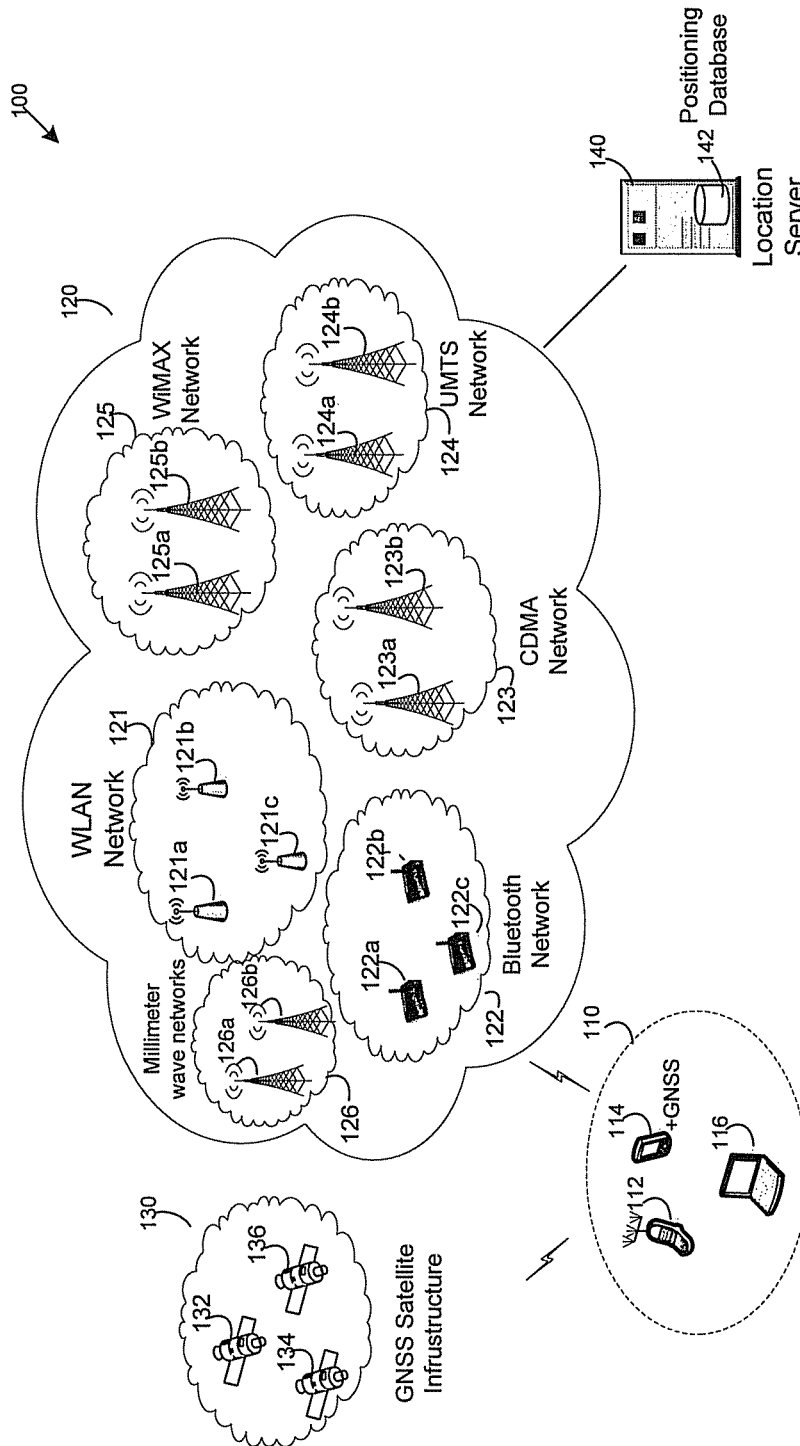 100
120
WLAN
Network
121
125
WiMAX
Network
Millimeter
wave networks
130
GNSS Satellite
Infrustructure
132
134
136
126a
126b
126
121a
121b
121c
125a
125b
124a
124b
124
UMTS
Network
123a
123b
123
CDMA
Network
122a
122b
122c
122
Bluetooth
Network
110
112
114
+GNSS
116
140
142
Positioning
Database
Location
Server